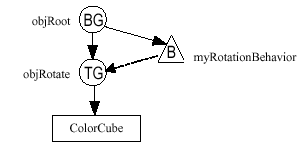 objRoot
BG
B
myRotationBehavior
objRotate
TG
ColorCube